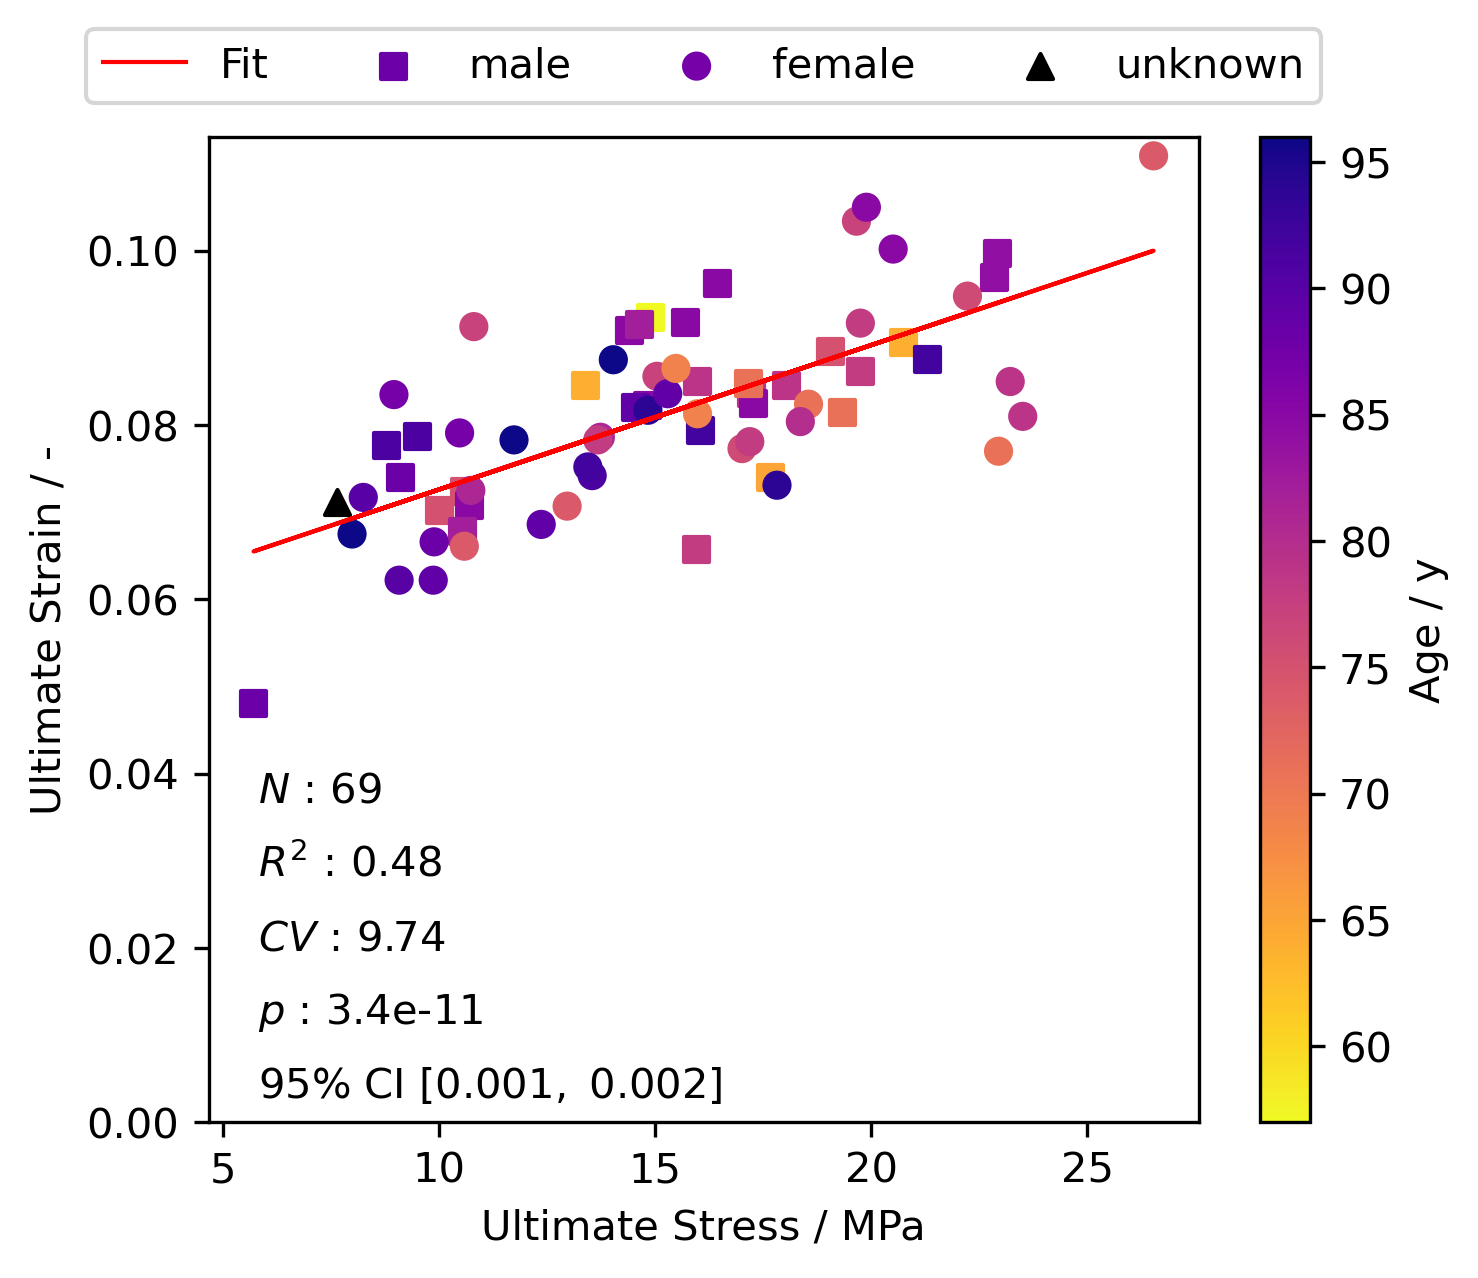 Fit male female unknown
0.10
0.08
0.06
0.04
0.02
0.00
Ultimate Strain / -
N : 69
R² : 0.48
CV : 9.74
p : 3.4e-11
95% CI [0.001, 0.002]
5 10 15 20 25
Ultimate Stress / MPa
95
90
85
80
75
70
65
60
Age / y